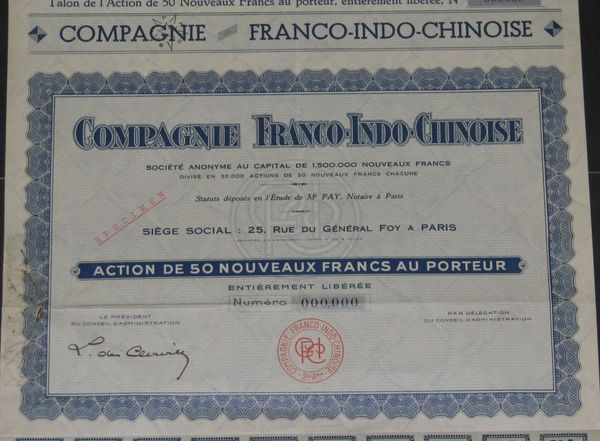 Talon de l'Action de 50 Nouveaux Francs au porteur, entièrement libérée, N° 000.000
COMPAGNIE FRANCO-INDO-CHINOISE
COMPAGNIE FRANCO-INDO-CHINOISE
SOCIÉTÉ ANONYME AU CAPITAL DE 1.500.000 NOUVEAUX FRANCS
DIVISÉ EN 30.000 ACTIONS DE 50 NOUVEAUX FRANCS CHACUNE
Statuts déposés en l'Étude de Me FAY, Notaire à Paris
SPECIMEN
SIÈGE SOCIAL : 25, RUE DU GÉNÉRAL FOY A PARIS
ACTION DE 50 NOUVEAUX FRANCS AU PORTEUR
ENTIÈREMENT LIBÉRÉE
Numéro 000.000
LE PRÉSIDENT
DU CONSEIL D'ADMINISTRATION
PAR DÉLÉGATION
DU CONSEIL D'ADMINISTRATION
COMPAGNIE FRANCO-INDO-CHINOISE